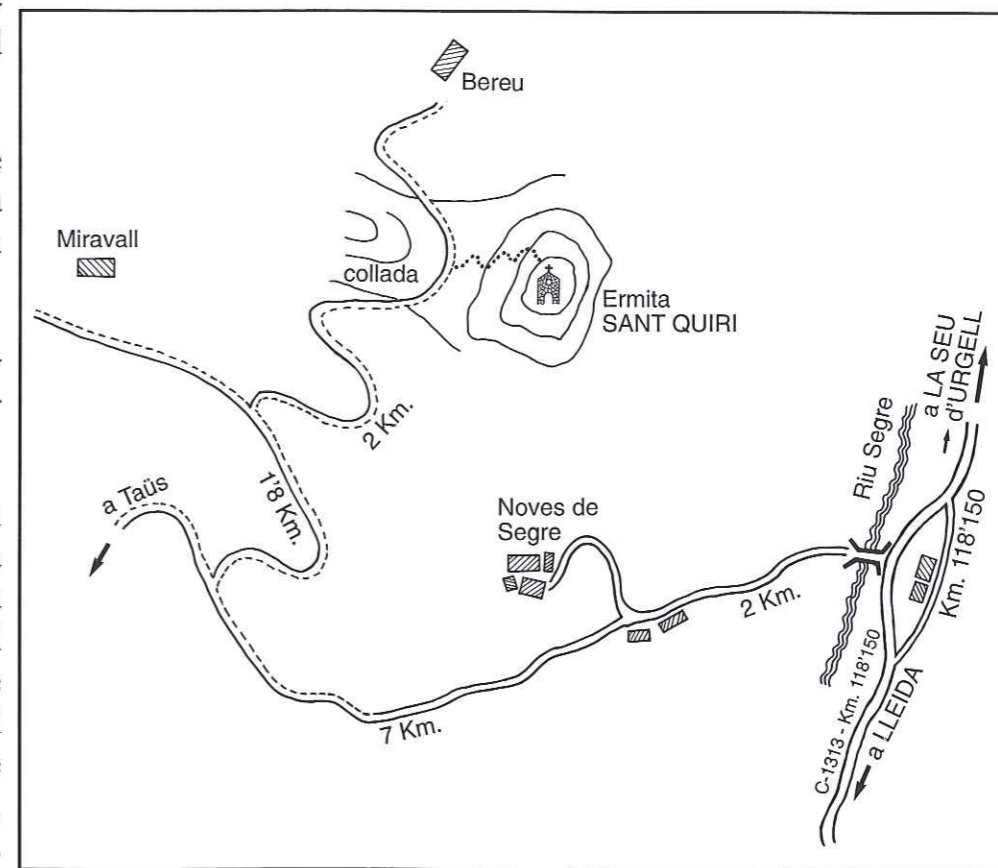 Bereu
Miravall
collada
Ermita
SANT QUIRI
a LA SEU
d'URGELL
2 Km.
Riu Segre
1'8 Km.
a Taüs
Noves de
Segre
Km. 118'150
2 Km.
7 Km.
C-1313 - Km. 118'150
a LLEIDA